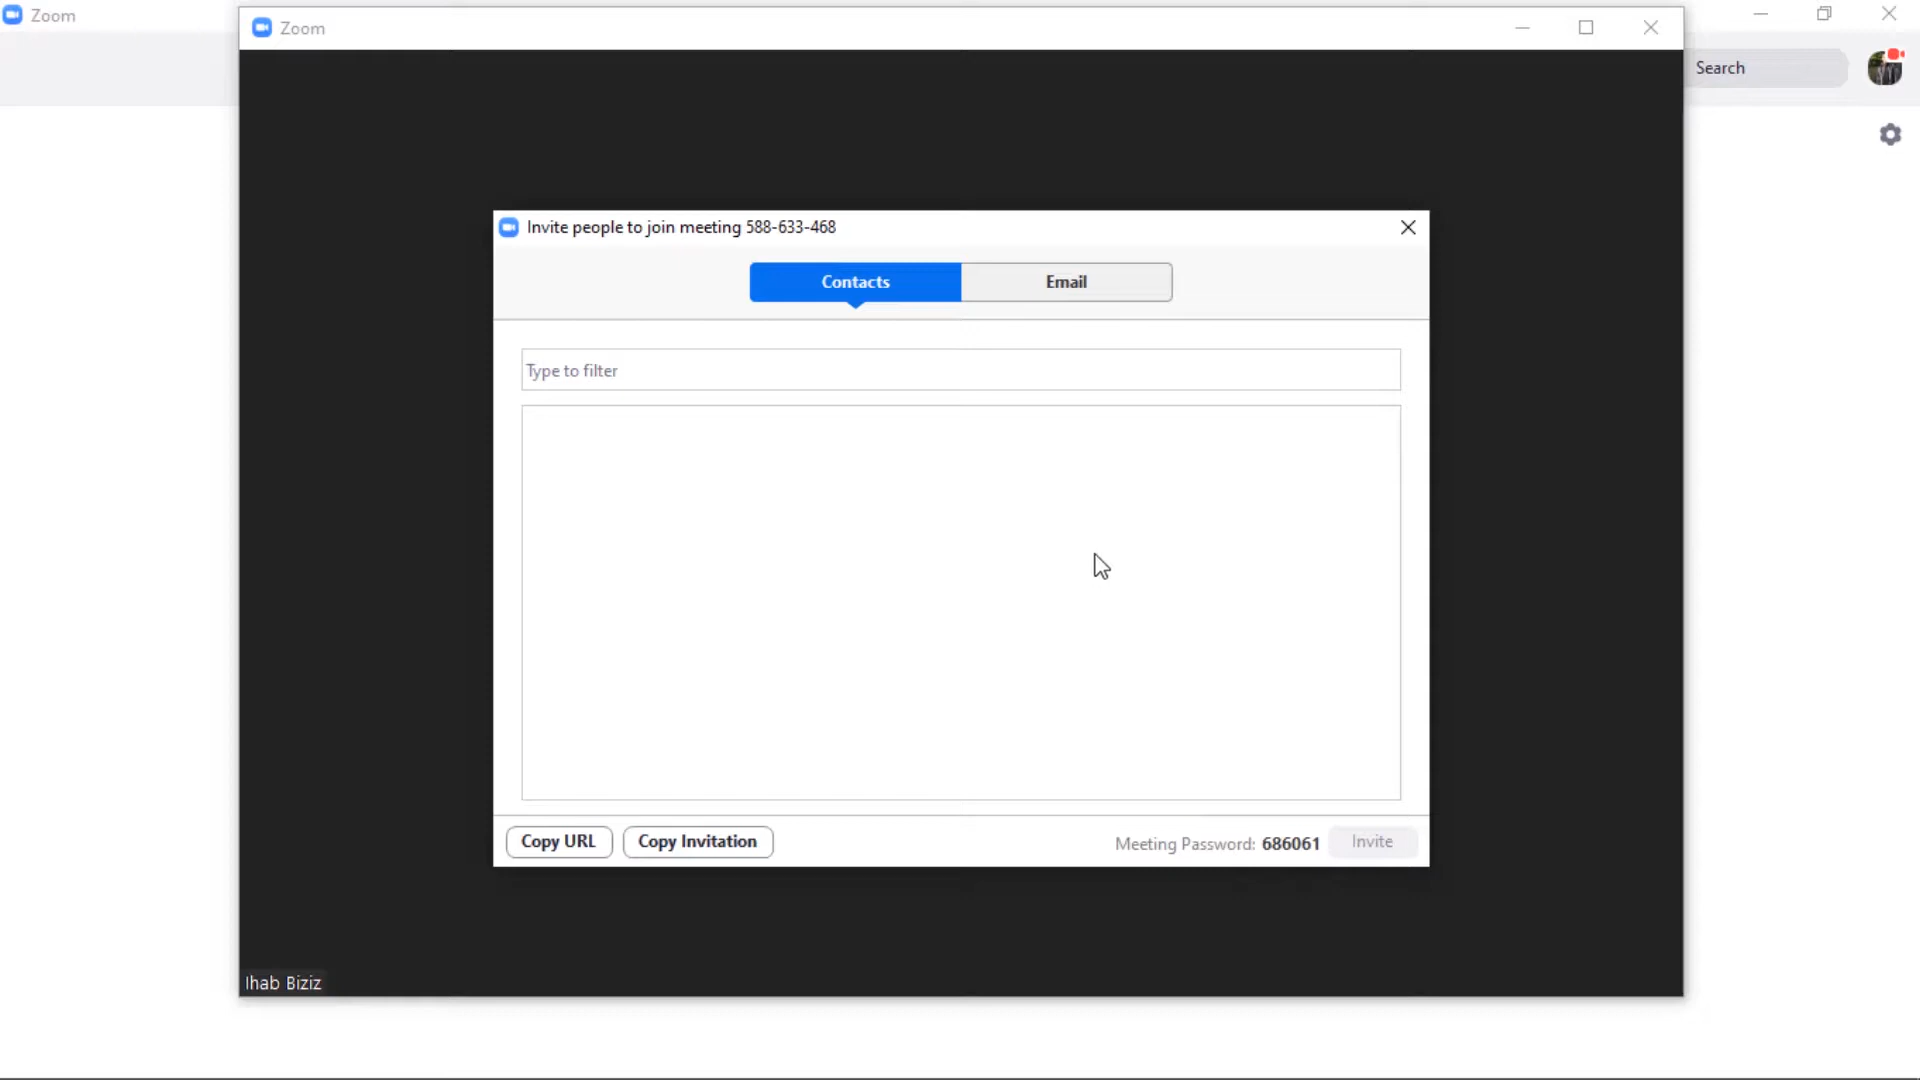 Zoom
Zoom
Search
Invite people to join meeting 588-633-468
Contacts
Email
Type to filter
Copy URL
Copy Invitation
Meeting Password: 686061
Invite
Ihab Biziz